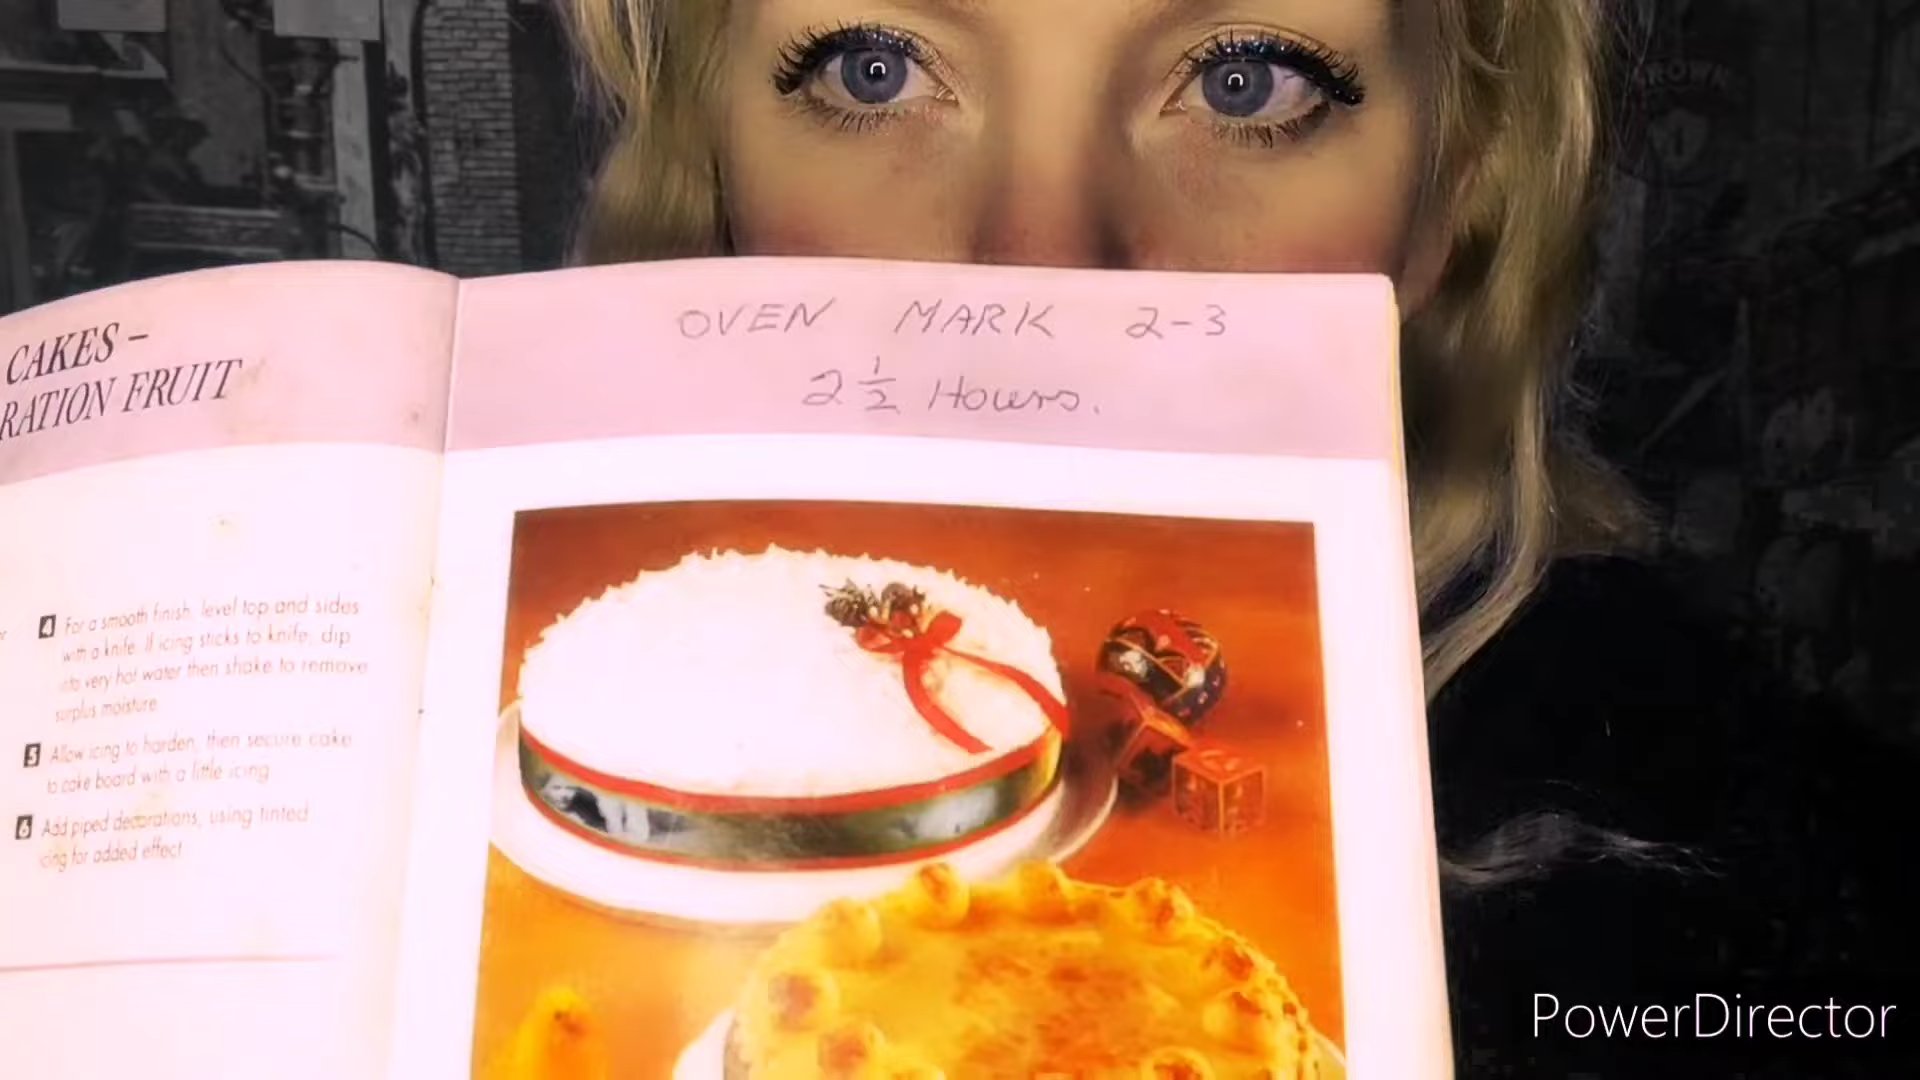 CAKES –
RATION FRUIT
4 For a smooth finish, level top and sides
with a knife. If icing sticks to knife, dip
into very hot water then shake to remove
surplus moisture.
5 Allow icing to harden, then secure cake
to cake board with a little icing
6 Add piped decorations, using tinted
icing for added effect
OVEN MARK 2-3
2 1/2 Hours.
CROWN
PowerDirector